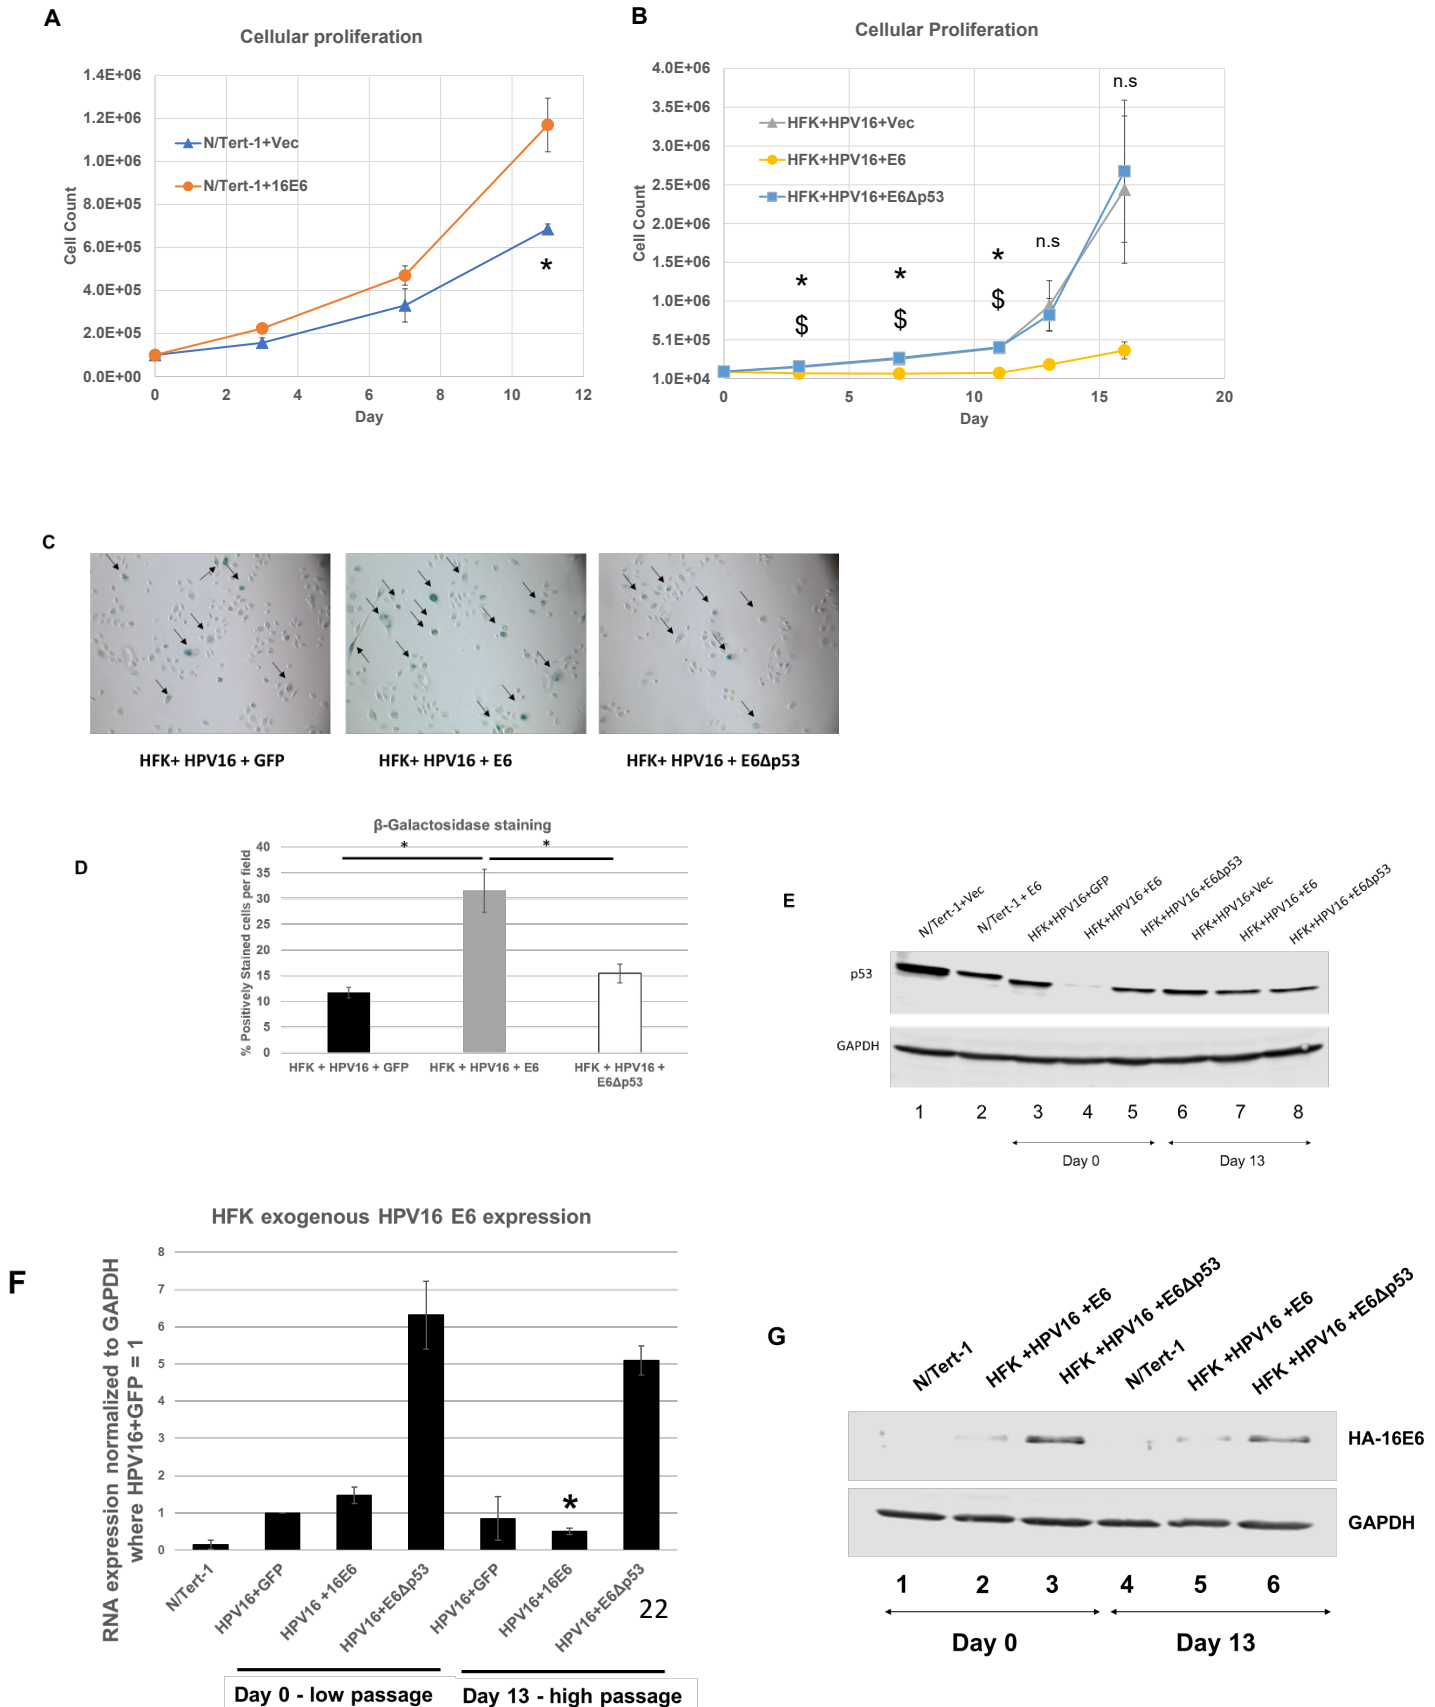 A
Cellular proliferation
1.4E+06
1.2E+06
1.0E+06
8.0E+05
6.0E+05
4.0E+05
2.0E+05
0.0E+00
Cell Count
N/Tert-1+Vec
N/Tert-1+16E6
*
0 2 4 6 8 10 12
Day
B
Cellular Proliferation
4.0E+06
3.5E+06
3.0E+06
2.5E+06
2.0E+06
1.5E+06
1.0E+06
5.1E+05
1.0E+04
Cell Count
HFK+HPV16+Vec
HFK+HPV16+E6
HFK+HPV16+E6Δp53
* * * n.s n.s
$ $ $
0 5 10 15 20
Day
C
HFK+ HPV16 + GFP
HFK+ HPV16 + E6
HFK+ HPV16 + E6Δp53
D
β-Galactosidase staining
% Positively Stained cells per field
40
35
30
25
20
15
10
5
0
* *
HFK + HPV16 + GFP
HFK + HPV16 + E6
HFK + HPV16 +
E6Δp53
E
N/Tert-1+Vec
N/Tert-1 + E6
HFK+HPV16+GFP
HFK+HPV16 +E6
HFK+HPV16 +E6Δp53
HFK+HPV16+Vec
HFK+HPV16 +E6
HFK+HPV16 +E6Δp53
p53
GAPDH
1 2 3 4 5 6 7 8
Day 0
Day 13
F
HFK exogenous HPV16 E6 expression
RNA expression normalized to GAPDH
where HPV16+GFP = 1
8
7
6
5
4
3
2
1
0
*
N/Tert-1
HPV16+GFP
HPV16 +16E6
HPV16+E6Δp53
HPV16+GFP
HPV16+16E6
HPV16+E6Δp53
22
Day 0 - low passage
Day 13 - high passage
G
N/Tert-1
HFK +HPV16 +E6
HFK +HPV16 +E6Δp53
N/Tert-1
HFK +HPV16 +E6
HFK +HPV16 +E6Δp53
HA-16E6
GAPDH
1 2 3 4 5 6
Day 0
Day 13